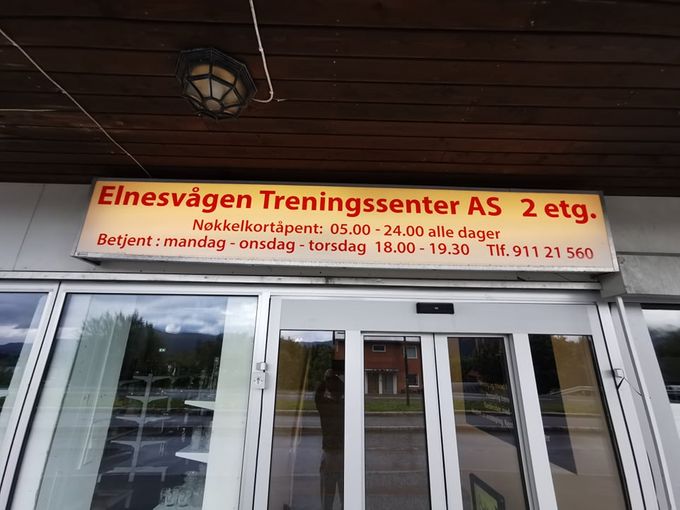 Elnesvågen Treningssenter AS 2 etg.
Nøkkelkortåpent: 05.00 - 24.00 alle dager
Betjent : mandag - onsdag - torsdag 18.00 - 19.30 Tlf. 911 21 560